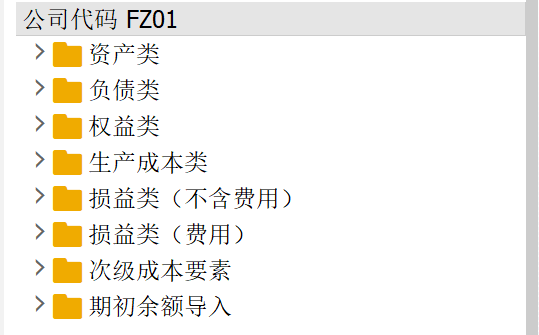 公司代码 FZ01
资产类
负债类
权益类
生产成本类
损益类（不含费用）
损益类（费用）
次级成本要素
期初余额导入